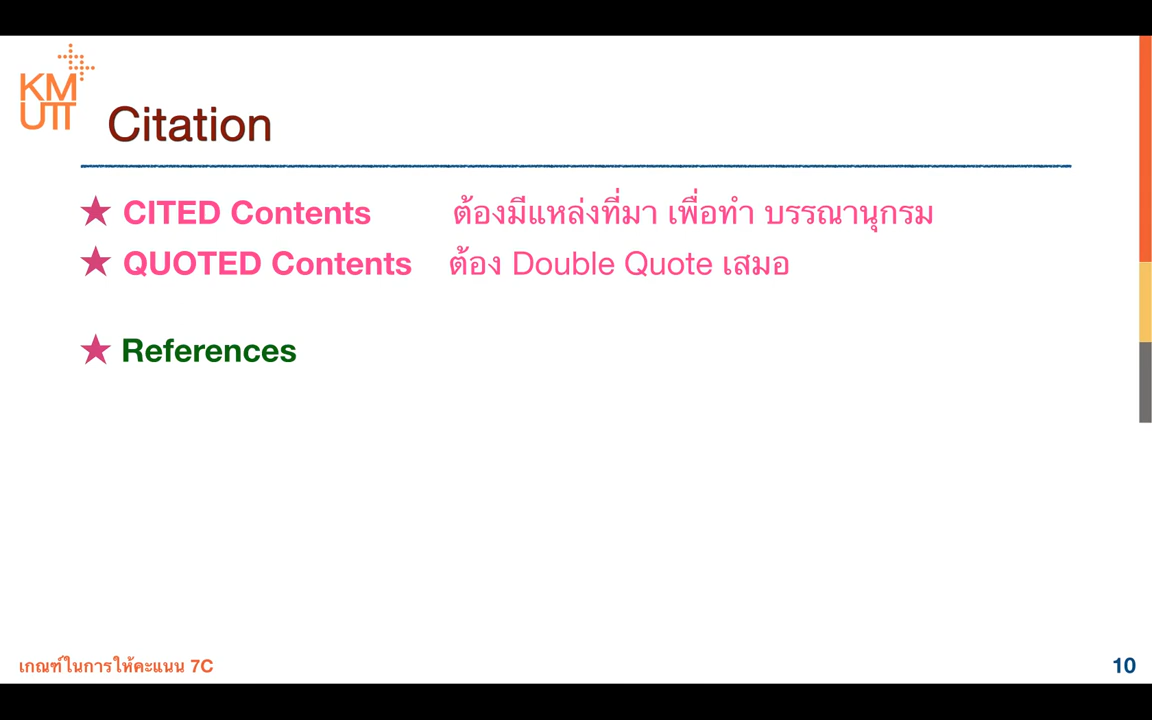 KM
UTT
Citation
★ CITED Contents ต้องมีแหล่งที่มา เพื่อทำ บรรณานุกรม
★ QUOTED Contents ต้อง Double Quote เสมอ
★ References
เกณฑ์ในการให้คะแนน 7C
10